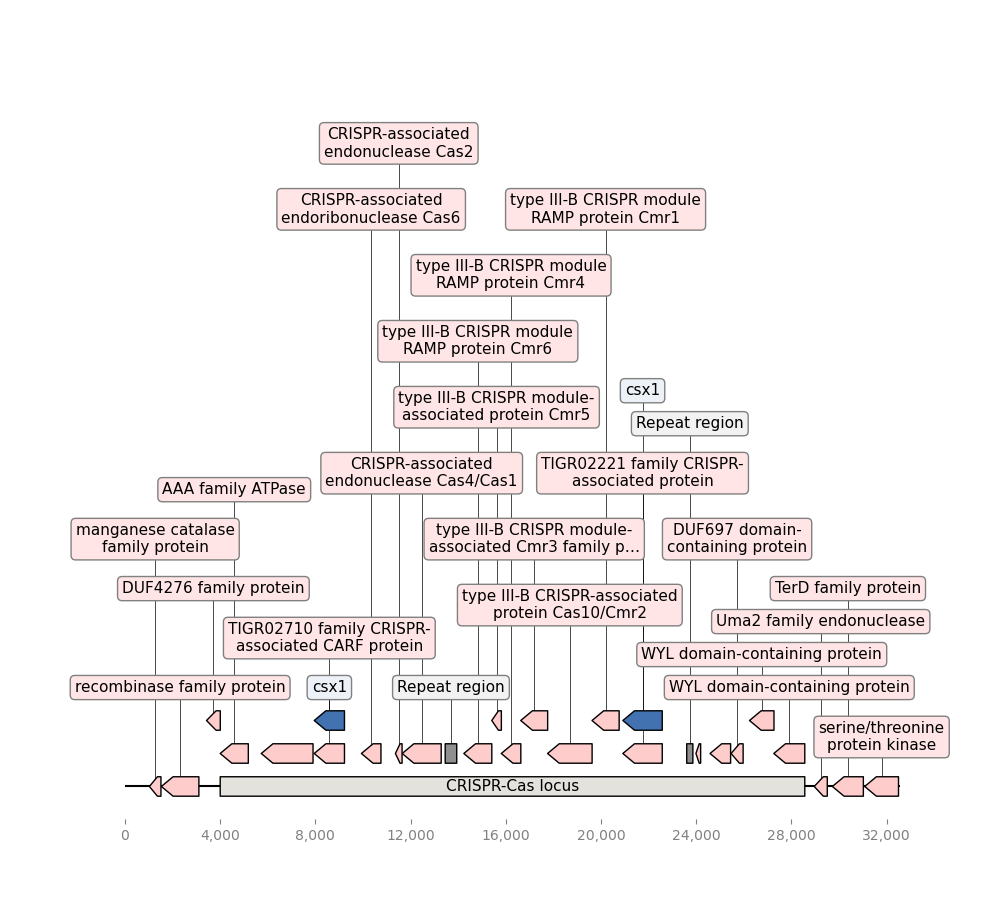 CRISPR-associated
endonuclease Cas2
CRISPR-associated
endoribonuclease Cas6
type III-B CRISPR module
RAMP protein Cmr1
type III-B CRISPR module
RAMP protein Cmr4
type III-B CRISPR module
RAMP protein Cmr6
csx1
type III-B CRISPR module-
associated protein Cmr5
Repeat region
CRISPR-associated
endonuclease Cas4/Cas1
TIGR02221 family CRISPR-
associated protein
AAA family ATPase
manganese catalase
family protein
type III-B CRISPR module-
associated Cmr3 family p…
DUF697 domain-
containing protein
DUF4276 family protein
type III-B CRISPR-associated
protein Cas10/Cmr2
TerD family protein
Uma2 family endonuclease
TIGR02710 family CRISPR-
associated CARF protein
WYL domain-containing protein
recombinase family protein
csx1
Repeat region
WYL domain-containing protein
serine/threonine
protein kinase
CRISPR-Cas locus
0 4,000 8,000 12,000 16,000 20,000 24,000 28,000 32,000